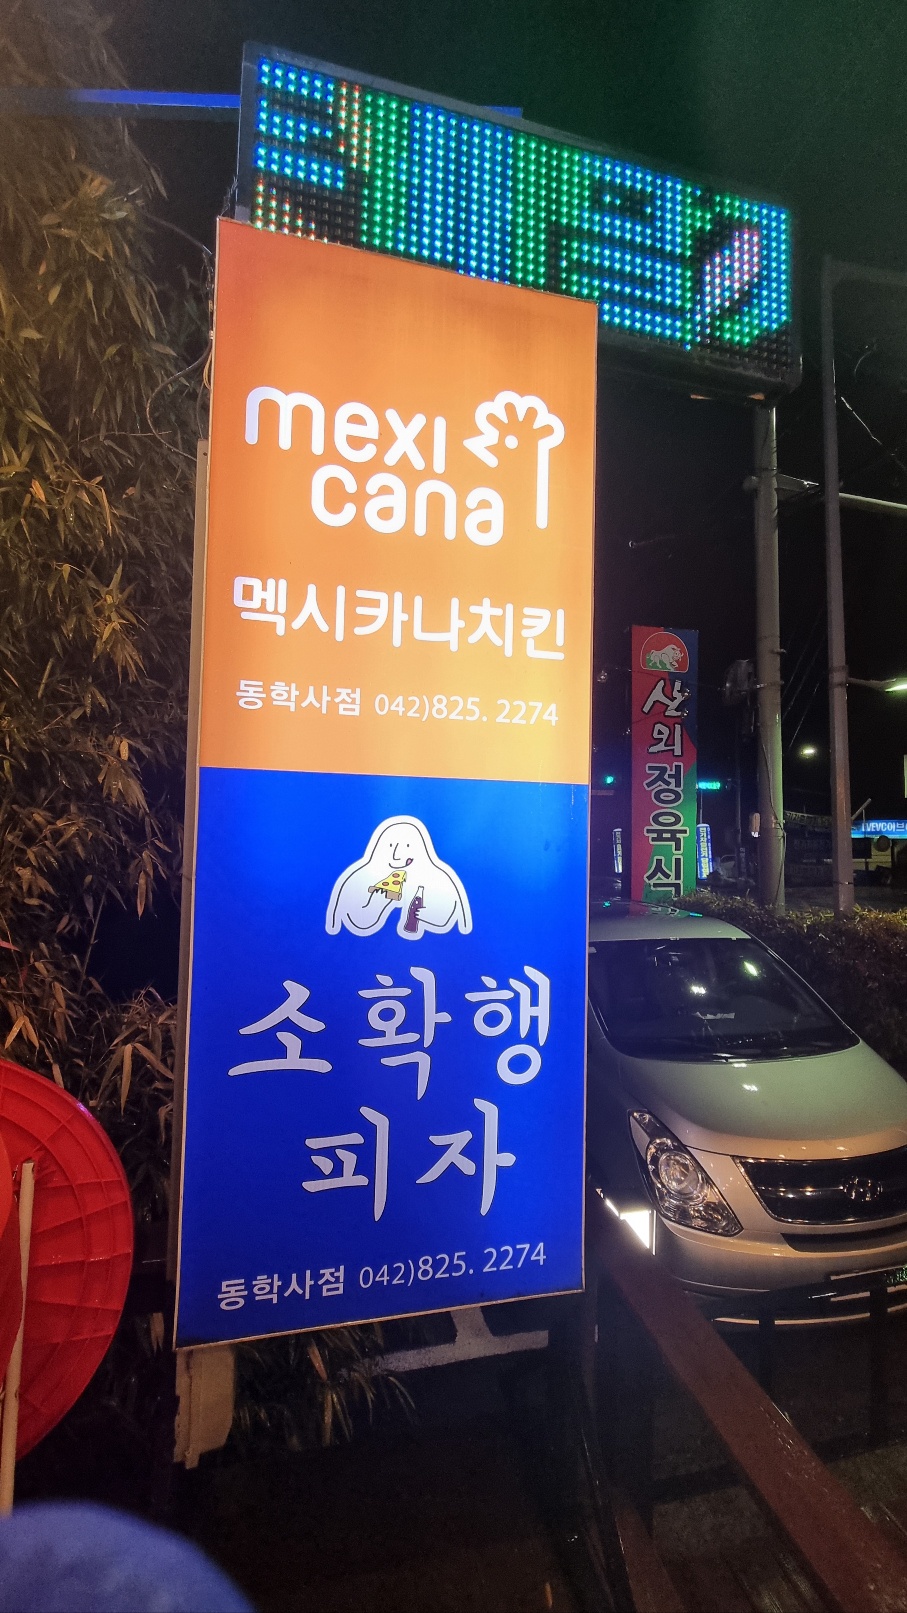 mexi
cana
멕시카나치킨
동학사점 042)825. 2274
소확행
피자
동학사점 042)825. 2274
산외정육식